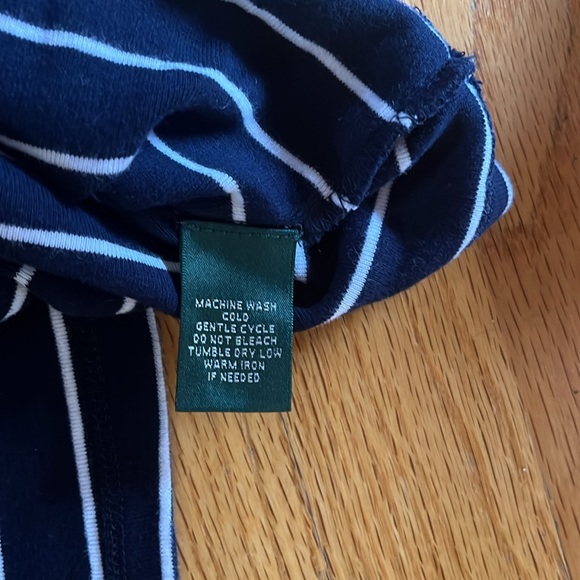 MACHINE WASH
COLD
GENTLE CYCLE
DO NOT BLEACH
TUMBLE DRY LOW
WARM IRON
IF NEEDED